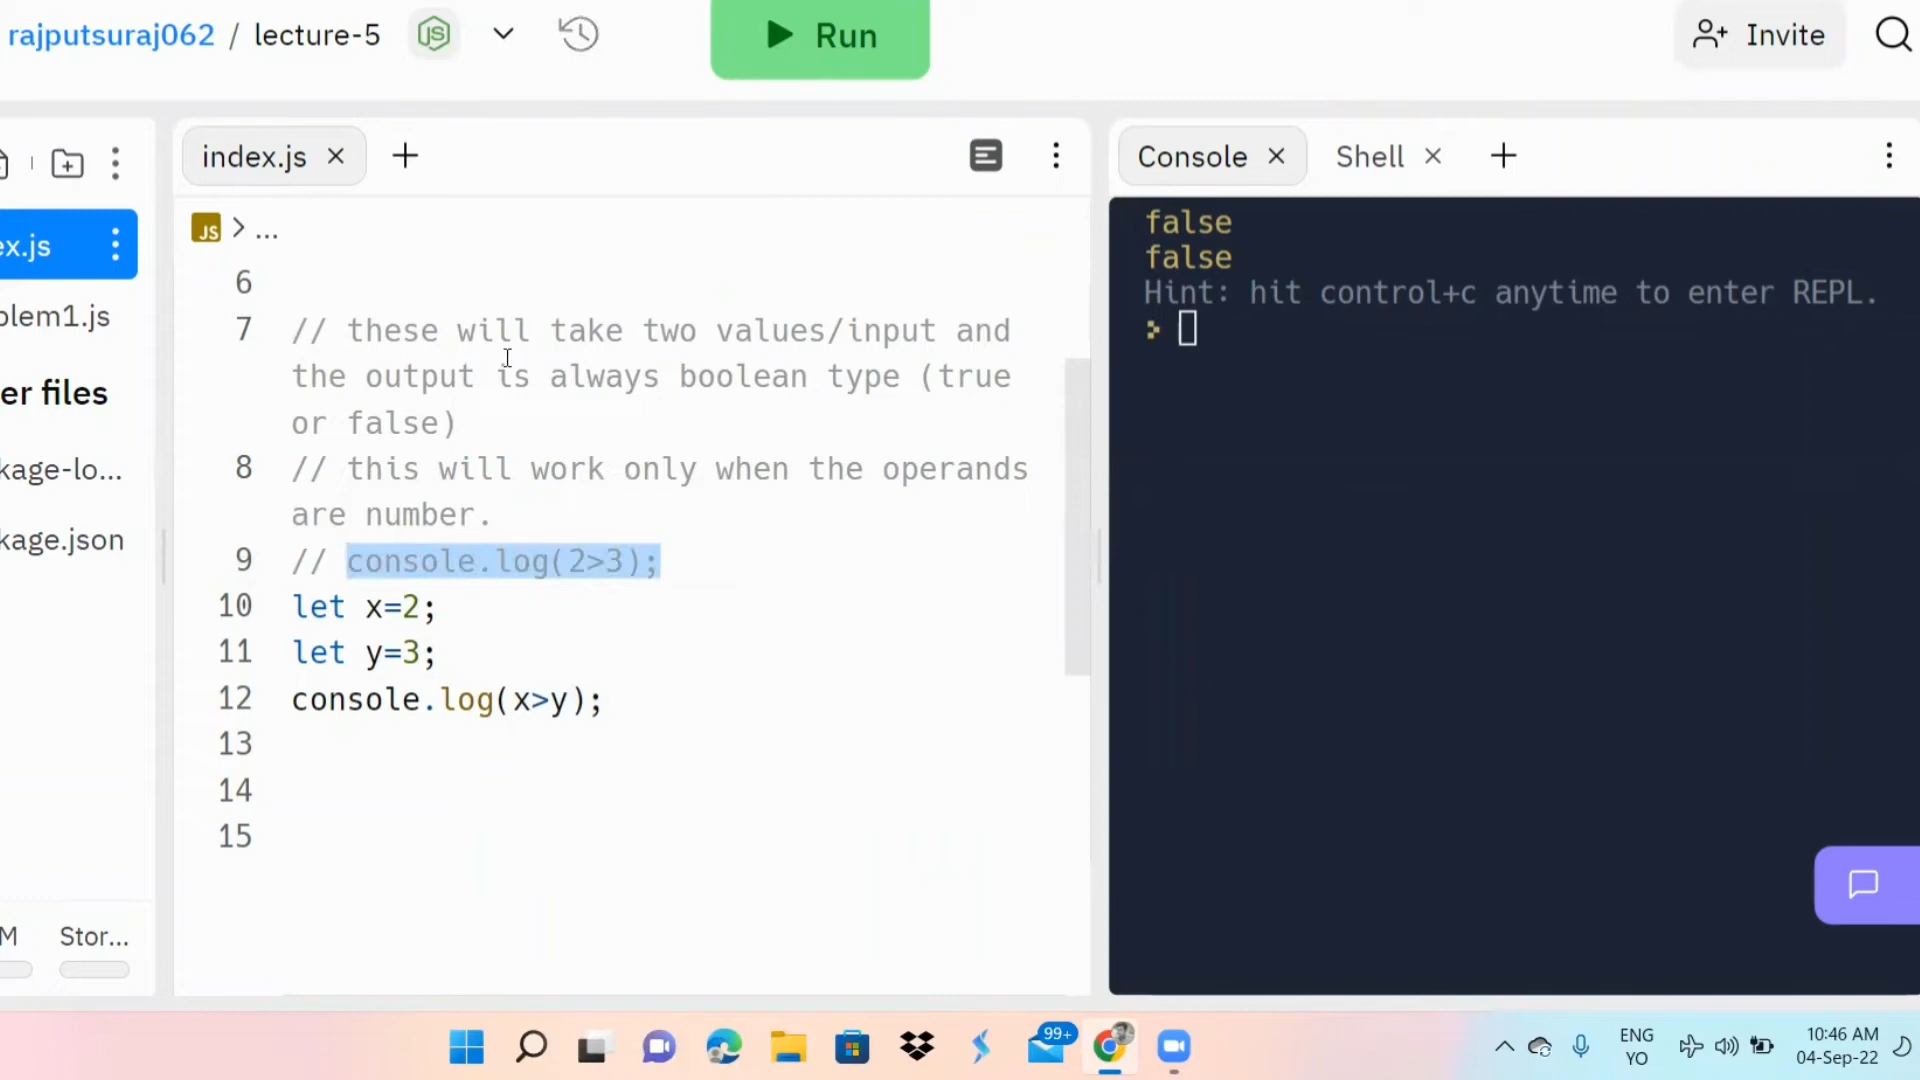 rajputsuraj062 / lecture-5
Run
Invite
index.js
Console
Shell
JS > ...
ex.js
blem1.js
er files
kage-lo...
kage.json
M
Stor...
6
7 // these will take two values/input and
the output is always boolean type (true
or false)
8 // this will work only when the operands
are number.
9 // console.log(2>3);
10 let x=2;
11 let y=3;
12 console.log(x>y);
13
14
15
false
false
Hint: hit control+c anytime to enter REPL.
99+
ENG
YO
10:46 AM
04-Sep-22